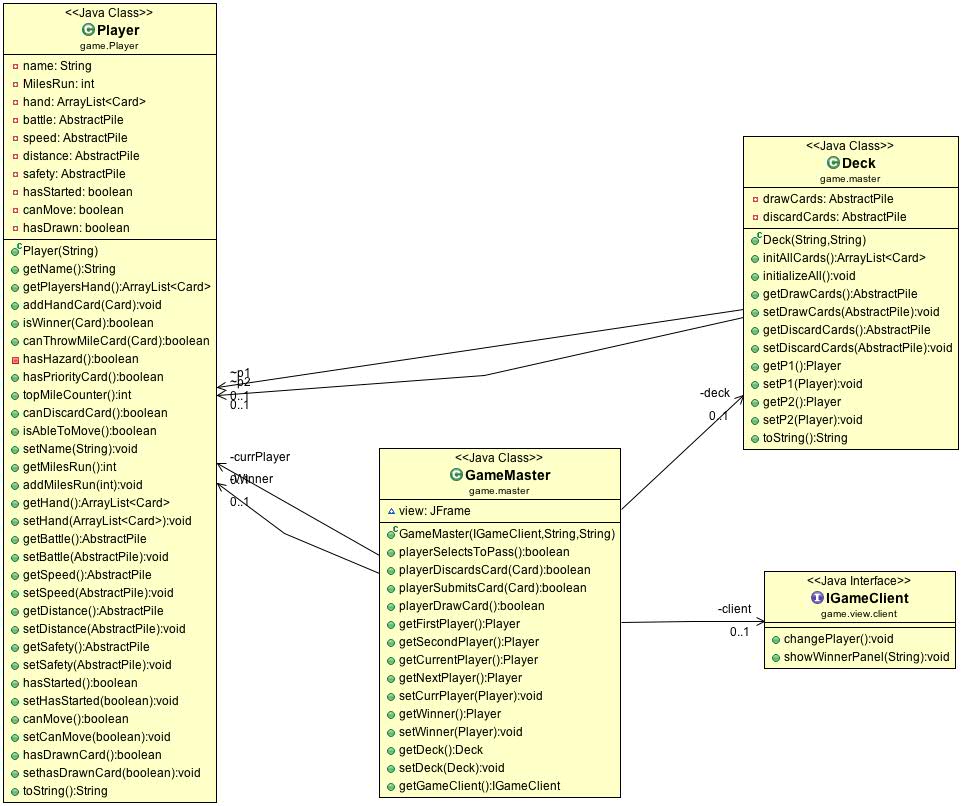 <<Java Class>>
Player
game.Player
name: String
MilesRun: int
hand: ArrayList<Card>
battle: AbstractPile
speed: AbstractPile
distance: AbstractPile
safety: AbstractPile
hasStarted: boolean
canMove: boolean
hasDrawn: boolean
Player(String)
getName():String
getPlayersHand():ArrayList<Card>
addHandCard(Card):void
isWinner(Card):boolean
canThrowMileCard(Card):boolean
hasHazard():boolean
hasPriorityCard():boolean
topMileCounter():int
canDiscardCard():boolean
isAbleToMove():boolean
setName(String):void
getMilesRun():int
addMilesRun(int):void
getHand():ArrayList<Card>
setHand(ArrayList<Card>):void
getBattle():AbstractPile
setBattle(AbstractPile):void
getSpeed():AbstractPile
setSpeed(AbstractPile):void
getDistance():AbstractPile
setDistance(AbstractPile):void
getSafety():AbstractPile
setSafety(AbstractPile):void
hasStarted():boolean
setHasStarted(boolean):void
canMove():boolean
setCanMove(boolean):void
hasDrawnCard():boolean
sethasDrawnCard(boolean):void
toString():String
~p1
~p2
0..1
0..1
-currPlayer
-Winner
0..1
<<Java Class>>
GameMaster
game.master
view: JFrame
GameMaster(IGameClient,String,String)
playerSelectsToPass():boolean
playerDiscardsCard(Card):boolean
playerSubmitsCard(Card):boolean
playerDrawCard():boolean
getFirstPlayer():Player
getSecondPlayer():Player
getCurrentPlayer():Player
getNextPlayer():Player
setCurrPlayer(Player):void
getWinner():Player
setWinner(Player):void
getDeck():Deck
setDeck(Deck):void
getGameClient():IGameClient
-deck
0..1
<<Java Class>>
Deck
game.master
drawCards: AbstractPile
discardCards: AbstractPile
Deck(String,String)
initAllCards():ArrayList<Card>
initializeAll():void
getDrawCards():AbstractPile
setDrawCards(AbstractPile):void
getDiscardCards():AbstractPile
setDiscardCards(AbstractPile):void
getP1():Player
setP1(Player):void
getP2():Player
setP2(Player):void
toString():String
-client
0..1
<<Java Interface>>
IGameClient
game.view.client
changePlayer():void
showWinnerPanel(String):void